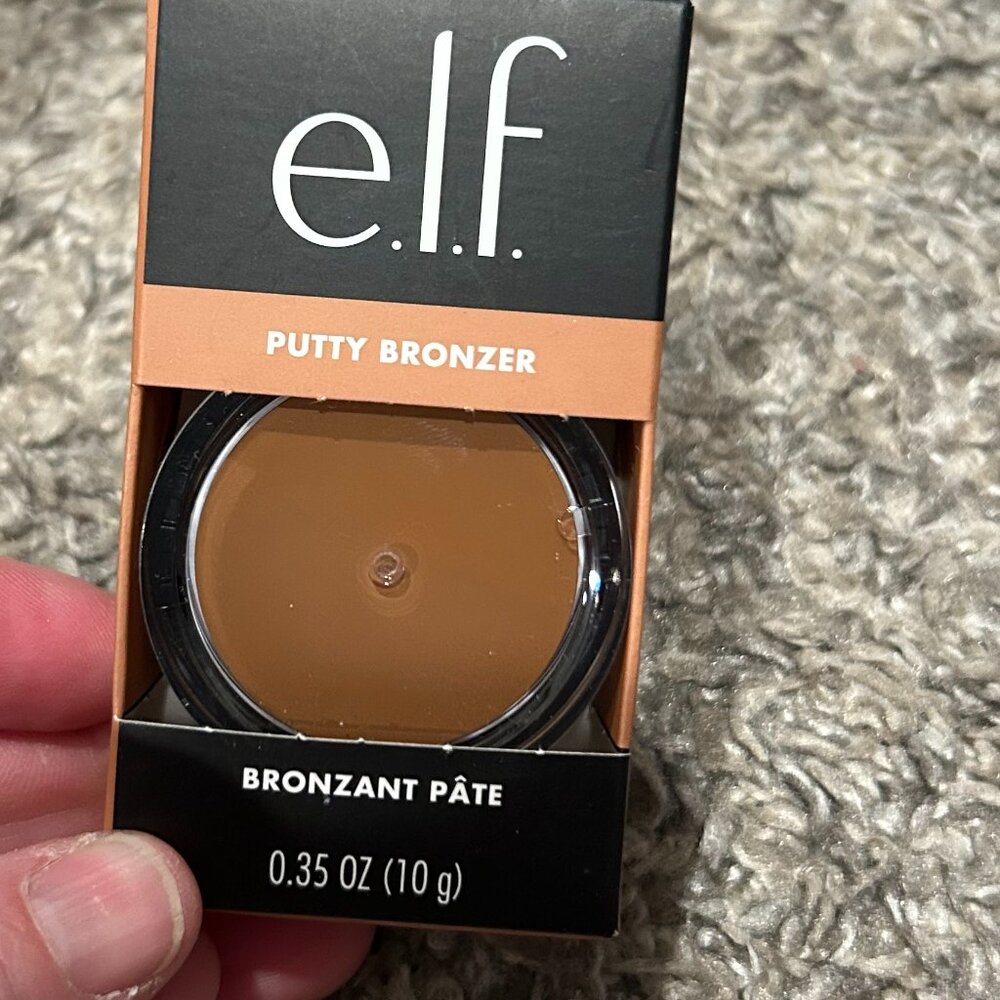 e.l.f.
PUTTY BRONZER
BRONZANT PÂTE
0.35 OZ (10 g)